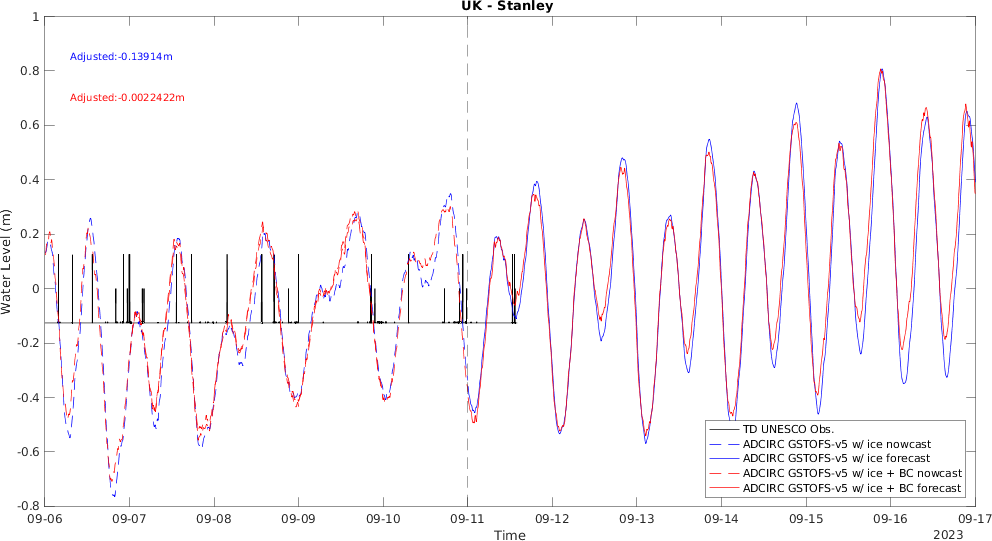 UK - Stanley
Adjusted:-0.13914m
Adjusted:-0.0022422m
Water Level (m)
1
0.8
0.6
0.4
0.2
0
-0.2
-0.4
-0.6
-0.8
TD UNESCO Obs.
ADCIRC GSTOFS-v5 w/ ice nowcast
ADCIRC GSTOFS-v5 w/ ice forecast
ADCIRC GSTOFS-v5 w/ ice + BC nowcast
ADCIRC GSTOFS-v5 w/ ice + BC forecast
09-06 09-07 09-08 09-09 09-10 09-11 09-12 09-13 09-14 09-15 09-16 09-17
Time
2023